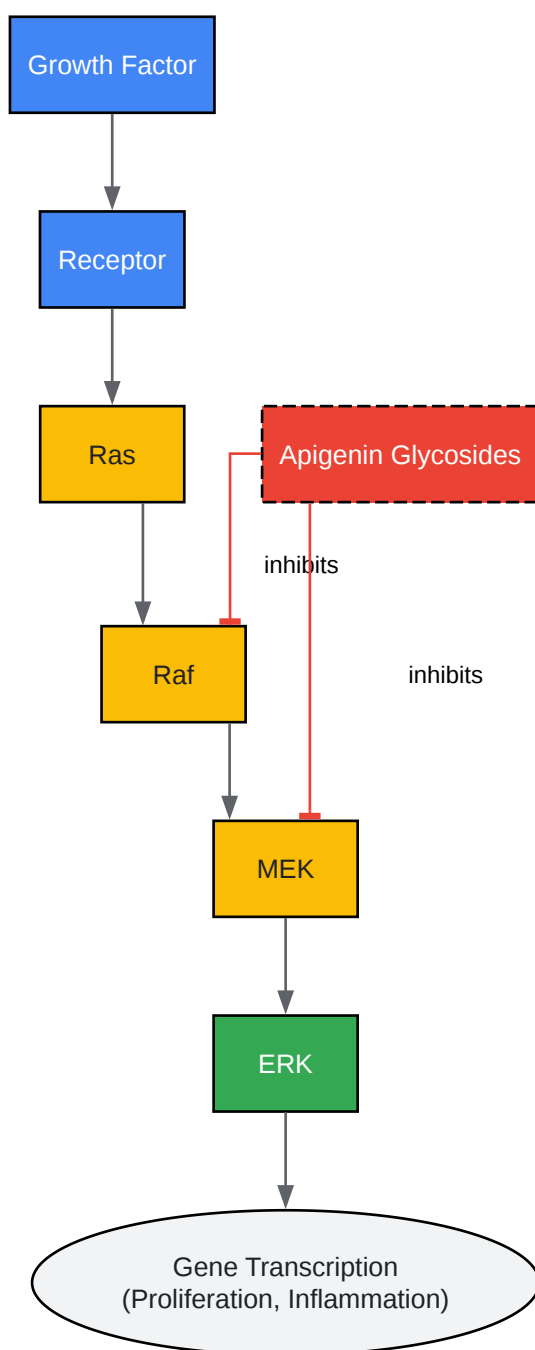 Growth Factor
Receptor
Ras
Apigenin Glycosides
inhibits
Raf
inhibits
MEK
ERK
Gene Transcription
(Proliferation, Inflammation)